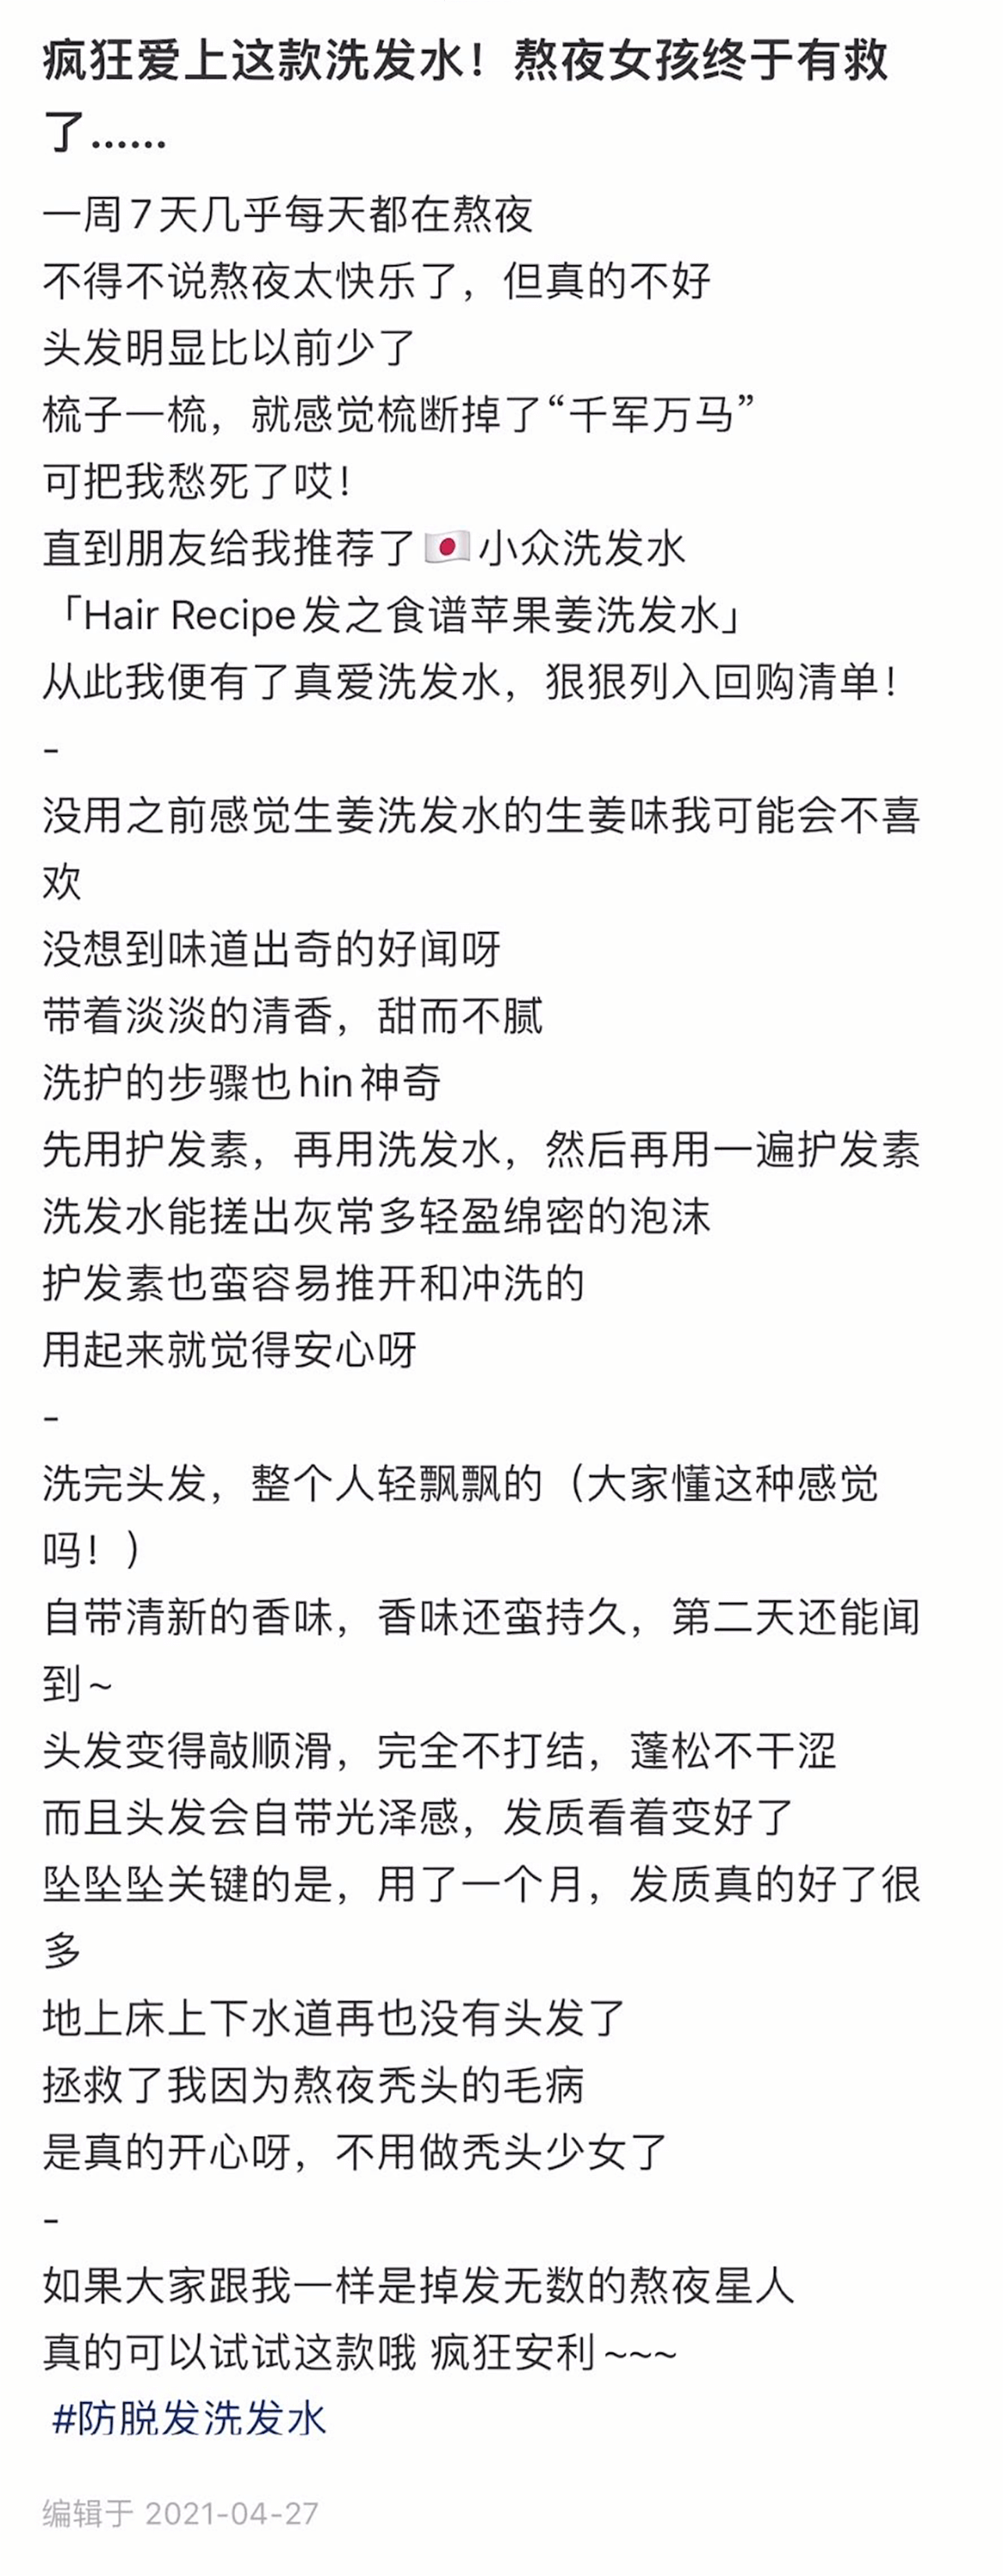 疯狂爱上这款洗发水！熬夜女孩终于有救
了……
一周7天几乎每天都在熬夜
不得不说熬夜太快乐了，但真的不好
头发明显比以前少了
梳子一梳，就感觉梳断掉了“千军万马”
可把我愁死了哎！
直到朋友给我推荐了🇯🇵小众洗发水
「Hair Recipe发之食谱苹果姜洗发水」
从此我便有了真爱洗发水，狠狠列入回购清单！
-
没用之前感觉生姜洗发水的生姜味我可能会不喜
欢
没想到味道出奇的好闻呀
带着淡淡的清香，甜而不腻
洗护的步骤也hin神奇
先用护发素，再用洗发水，然后再用一遍护发素
洗发水能搓出灰常多轻盈绵密的泡沫
护发素也蛮容易推开和冲洗的
用起来就觉得安心呀
-
洗完头发，整个人轻飘飘的（大家懂这种感觉
吗！）
自带清新的香味，香味还蛮持久，第二天还能闻
到~
头发变得敲顺滑，完全不打结，蓬松不干涩
而且头发会自带光泽感，发质看着变好了
坠坠坠关键的是，用了一个月，发质真的好了很
多
地上床上下水道再也没有头发了
拯救了我因为熬夜秃头的毛病
是真的开心呀，不用做秃头少女了
-
如果大家跟我一样是掉发无数的熬夜星人
真的可以试试这款哦 疯狂安利~~~
#防脱发洗发水
编辑于 2021-04-27